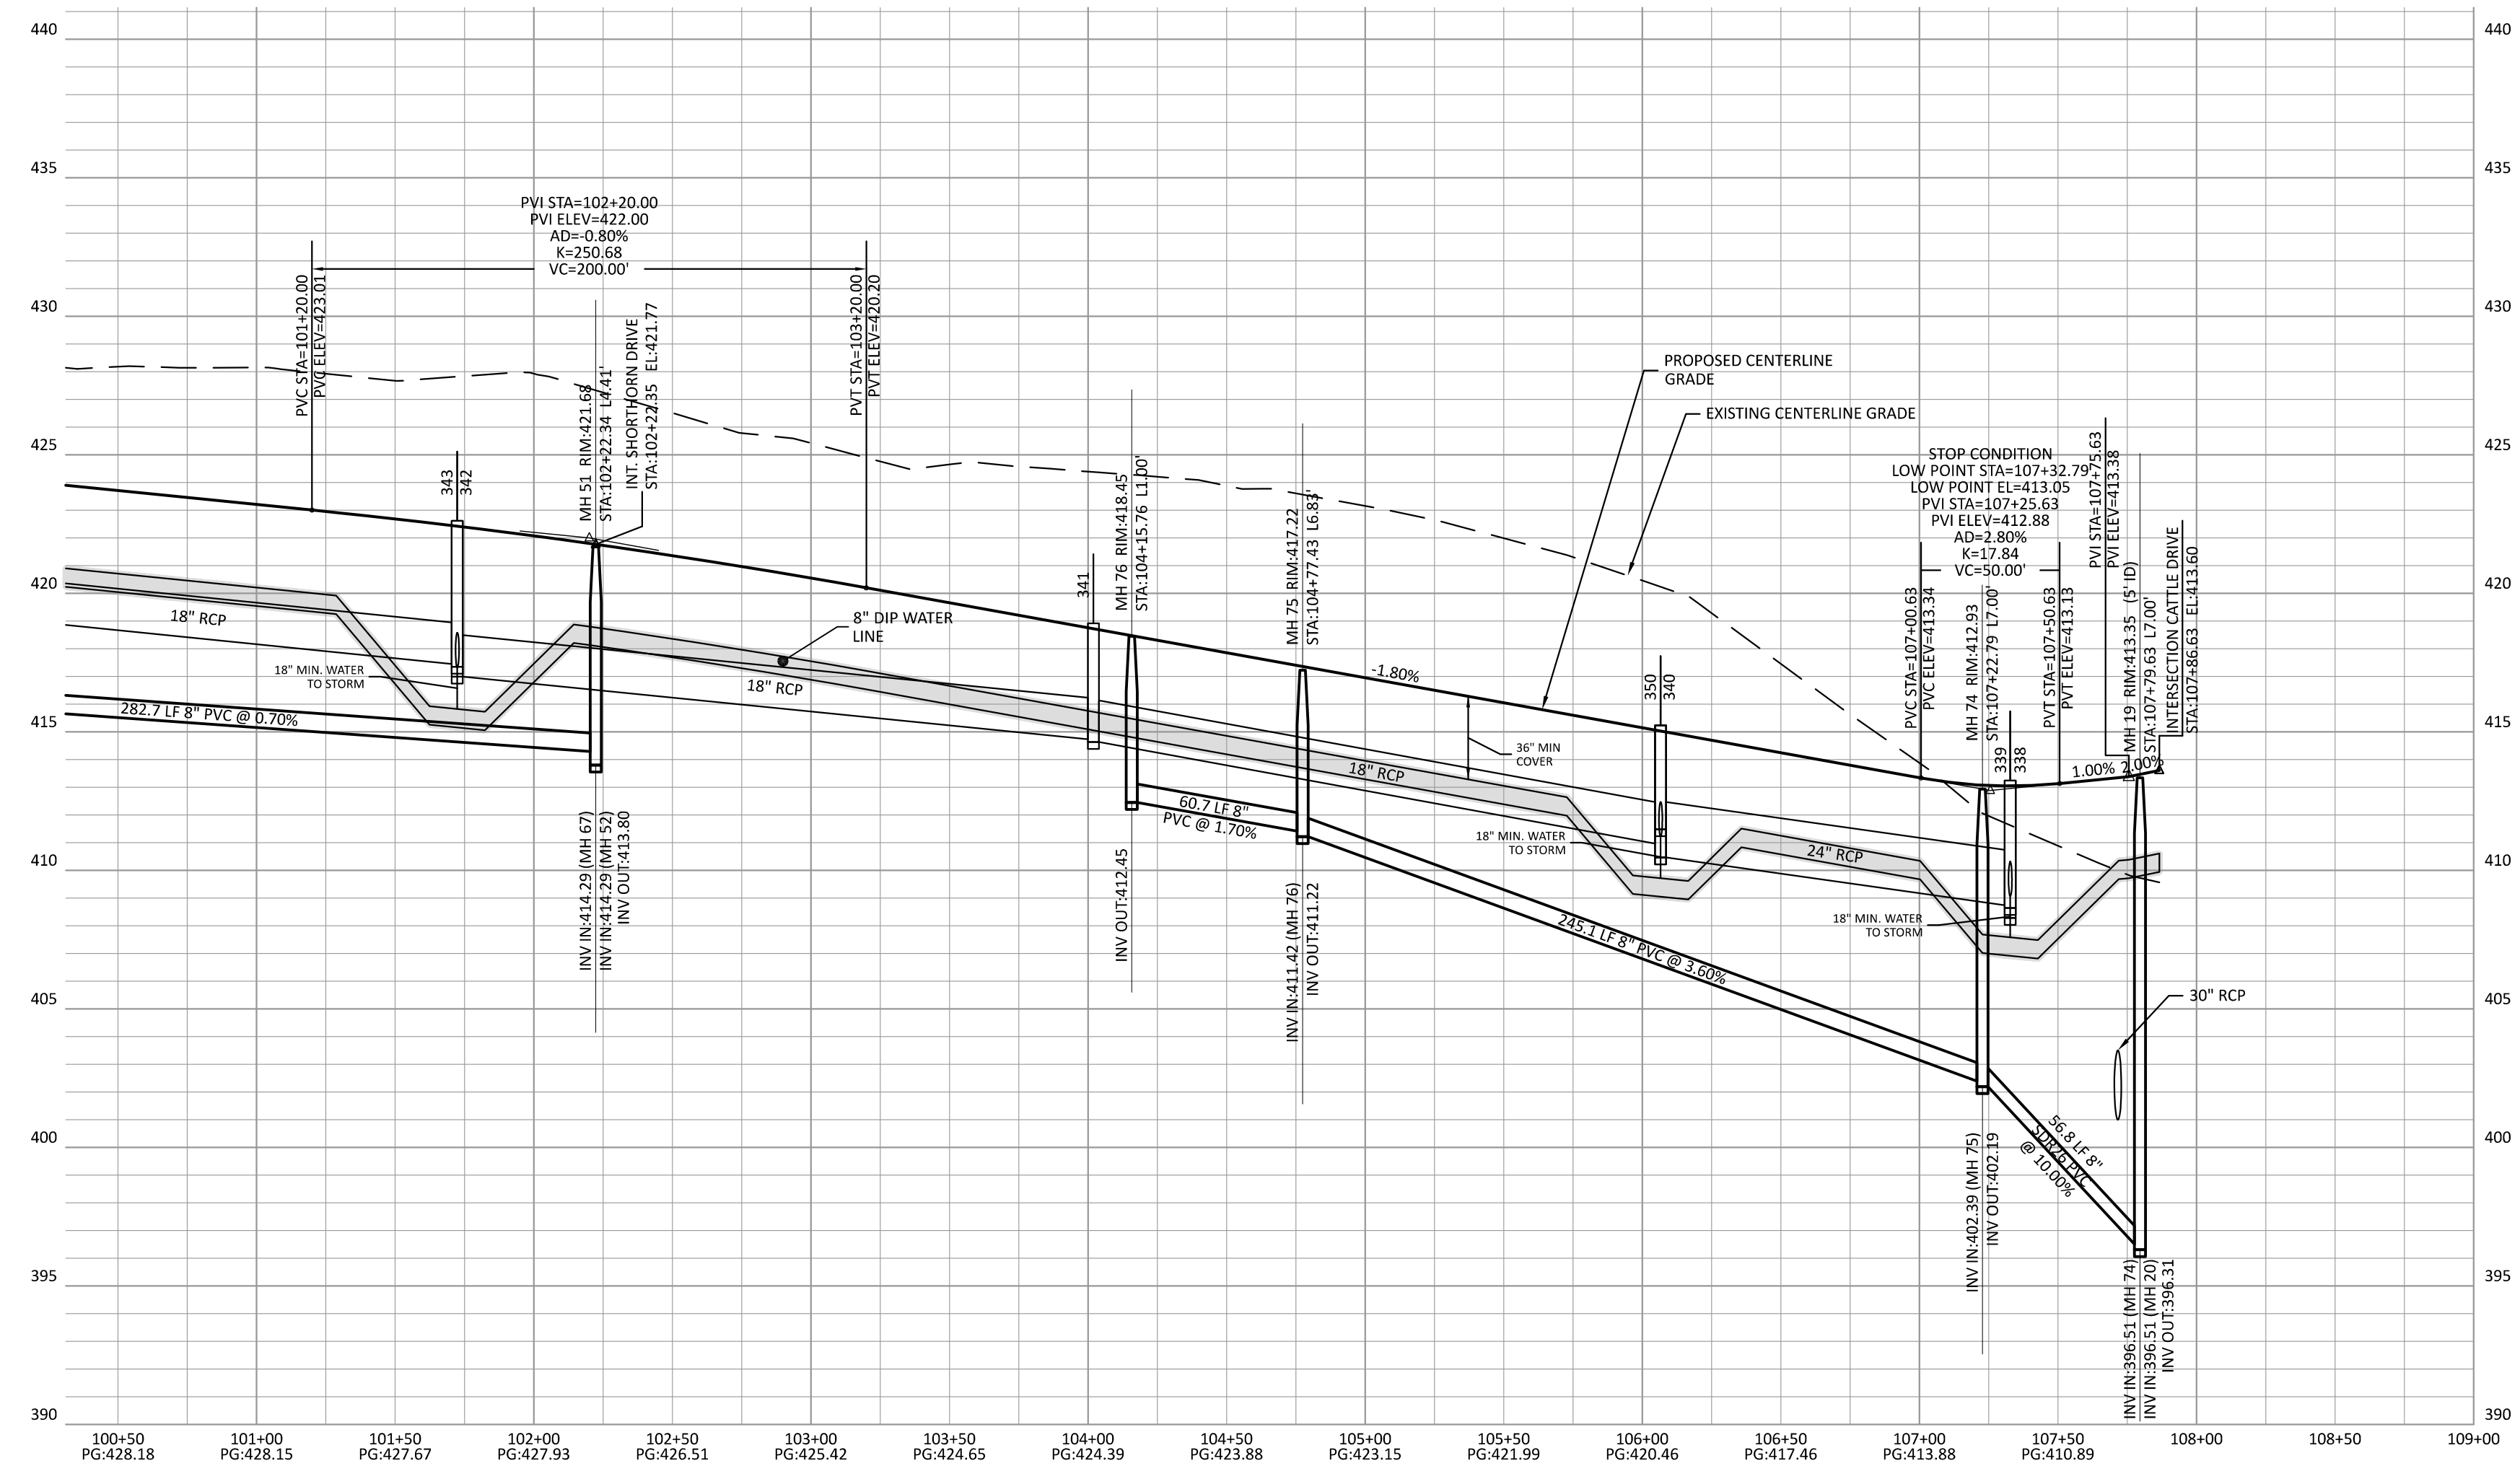 440
440
435
435
430
430
425
425
420
420
415
415
410
410
405
405
400
400
395
395
390
390
PVI STA=102+20.00
PVI ELEV=422.00
AD=-0.80%
K=250.68
VC=200.00'
PVC STA=101+20.00
PVC ELEV=423.01
PVT STA=103+20.00
PVT ELEV=420.20
343
342
MH 51 RIM:421.68
STA:102+22.34 L4.41'
INT. SHORTHORN DRIVE
STA:102+22.35 EL:421.77
18" RCP
18" MIN. WATER
TO STORM
282.7 LF 8" PVC @ 0.70%
INV IN:414.29 (MH 67)
INV IN:414.29 (MH 52)
INV OUT:413.80
8" DIP WATER
LINE
18" RCP
341
MH 76 RIM:418.45
STA:104+15.76 L1.00'
INV OUT:412.45
60.7 LF 8"
PVC @ 1.70%
MH 75 RIM:417.22
STA:104+77.43 L6.83'
INV IN:411.42 (MH 76)
INV OUT:411.22
-1.80%
36" MIN
COVER
18" RCP
PROPOSED CENTERLINE
GRADE
EXISTING CENTERLINE GRADE
350
340
18" MIN. WATER
TO STORM
245.1 LF 8" PVC @ 3.60%
24" RCP
STOP CONDITION
LOW POINT STA=107+32.79
LOW POINT EL=413.05
PVI STA=107+25.63
PVI ELEV=412.88
AD=2.80%
K=17.84
VC=50.00'
PVC STA=107+00.63
PVC ELEV=413.34
MH 74 RIM:412.93
STA:107+22.79 L7.00'
339
338
PVT STA=107+50.63
PVT ELEV=413.13
PVI STA=107+75.63
PVI ELEV=413.38
1.00%
2.00%
MH 19 RIM:413.35 (5' ID)
STA:107+79.63 L7.00'
INTERSECTION CATTLE DRIVE
STA:107+86.63 EL:413.60
18" MIN. WATER
TO STORM
30" RCP
56.8 LF 8"
SDR26 PVC
@ 10.00%
INV IN:402.39 (MH 75)
INV OUT:402.19
INV IN:396.51 (MH 74)
INV IN:396.51 (MH 20)
INV OUT:396.31
100+50
PG:428.18
101+00
PG:428.15
101+50
PG:427.67
102+00
PG:427.93
102+50
PG:426.51
103+00
PG:425.42
103+50
PG:424.65
104+00
PG:424.39
104+50
PG:423.88
105+00
PG:423.15
105+50
PG:421.99
106+00
PG:420.46
106+50
PG:417.46
107+00
PG:413.88
107+50
PG:410.89
108+00
108+50
109+00